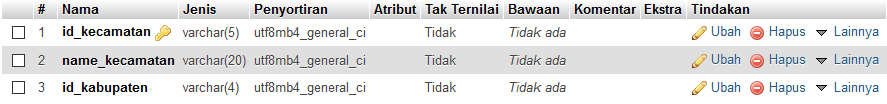 # Nama Jenis Penyortiran Atribut Tak Ternilai Bawaan Komentar Ekstra Tindakan
1 id_kecamatan varchar(5) utf8mb4_general_ci Tidak Tidak ada Ubah Hapus Lainnya
2 name_kecamatan varchar(20) utf8mb4_general_ci Tidak Tidak ada Ubah Hapus Lainnya
3 id_kabupaten varchar(4) utf8mb4_general_ci Tidak Tidak ada Ubah Hapus Lainnya